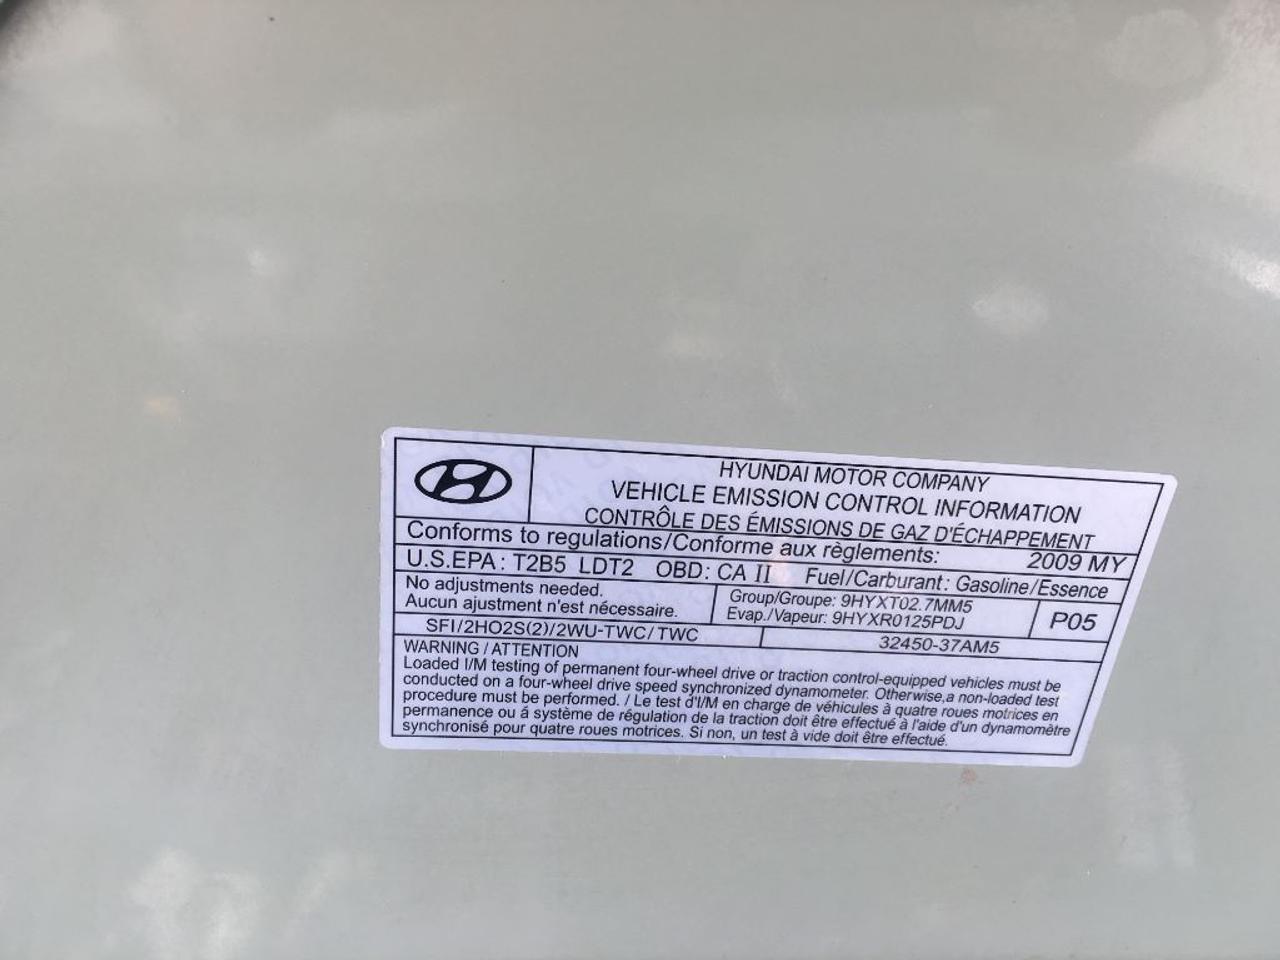 HYUNDAI MOTOR COMPANY
VEHICLE EMISSION CONTROL INFORMATION
CONTRÔLE DES ÉMISSIONS DE GAZ D'ÉCHAPPEMENT
Conforms to regulations/Conforme aux règlements: 2009 MY
U.S.EPA: T2B5 LDT2 OBD: CA II Fuel/Carburant: Gasoline/Essence
No adjustments needed.
Aucun ajustment n'est nécessaire.
Group/Groupe: 9HYXT02.7MM5
Evap./Vapeur: 9HYXR0125PDJ
P05
SFI/2HO2S(2)/2WU-TWC/TWC
32450-37AM5
WARNING/ATTENTION
Loaded I/M testing of permanent four-wheel drive or traction control-equipped vehicles must be
conducted on a four-wheel drive speed synchronized dynamometer. Otherwise,a non-loaded test
procedure must be performed. / Le test d'I/M en charge de véhicules à quatre roues motrices en
permanence ou á système de régulation de la traction doit être effectué à l'aide d'un dynamomètre
synchronisé pour quatre roues motrices. Si non, un test à vide doit être effectué.